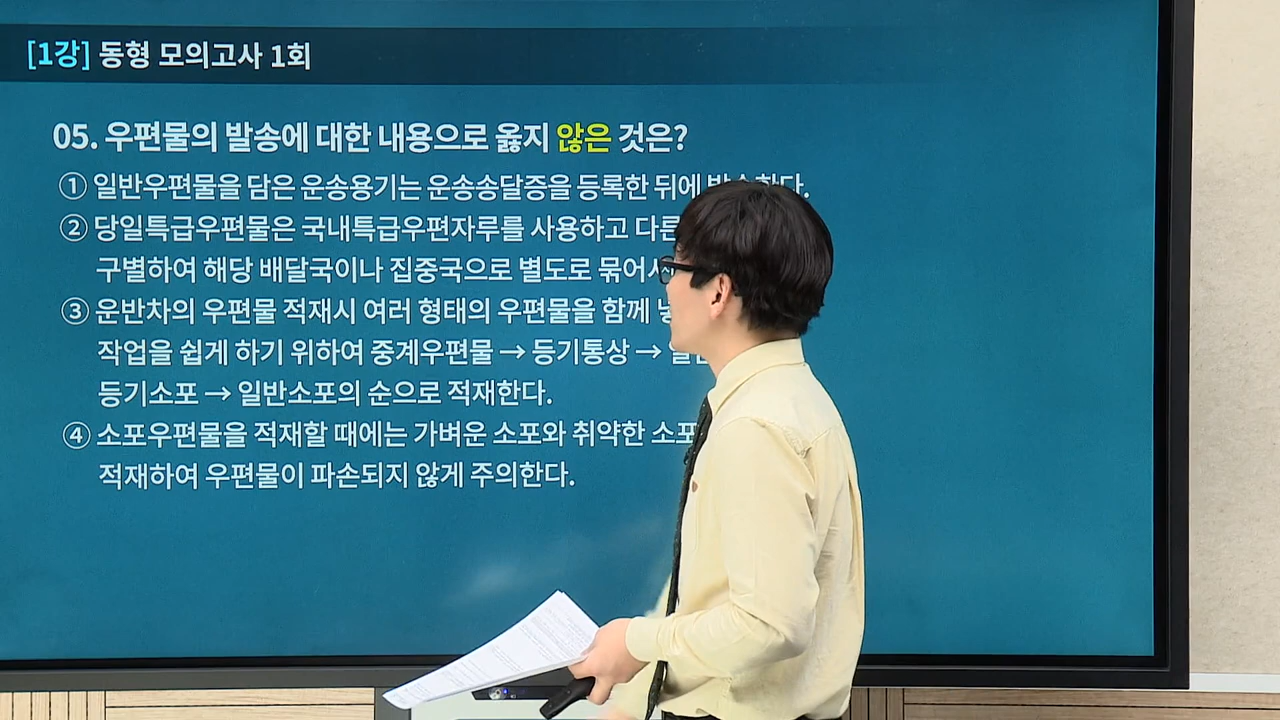 [1강] 동형 모의고사 1회
05. 우편물의 발송에 대한 내용으로 옳지 않은 것은?
① 일반우편물을 담은 운송용기는 운송송달증을 등록한 뒤에
② 당일특급우편물은 국내특급우편자루를 사용하고 다른
구별하여 해당 배달국이나 집중국으로 별도로
③ 운반차의 우편물 적재시 여러 형태의 우편물을 함께
작업을 쉽게 하기 위하여 중계우편물 → 등기통상 →
등기소포 → 일반소포의 순으로 적재한다.
④ 소포우편물을 적재할 때에는 가벼운 소포와 취약한
적재하여 우편물이 파손되지 않게 주의한다.